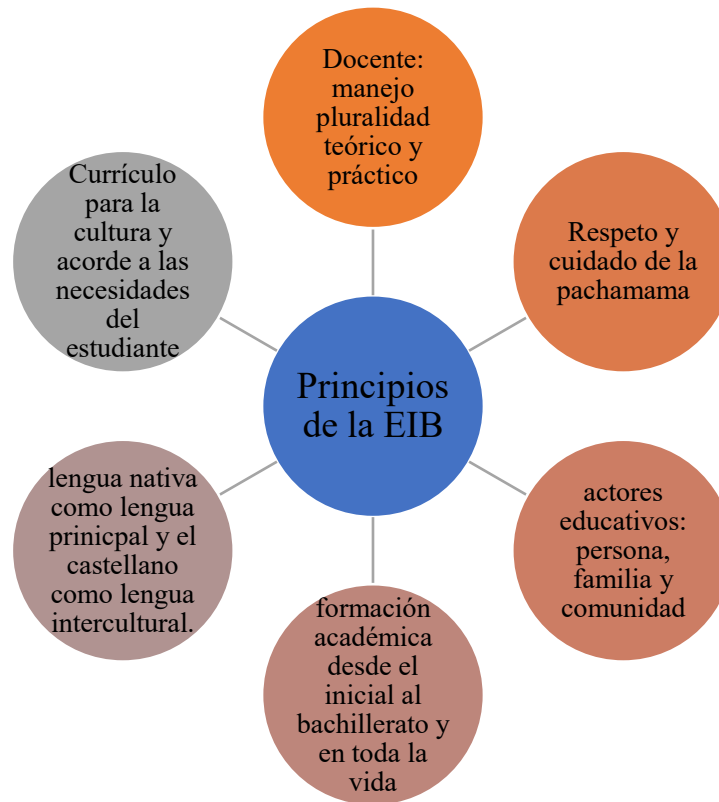 Docente:
manejo
pluralidad
teórico y
práctico
Currículo
para la
cultura y
acorde a las
necesidades
del
estudiante
Respeto y
cuidado de la
pachamama
Principios
de la EIB
lengua nativa
como lengua
prinicpal y el
castellano
como lengua
intercultural.
actores
educativos:
persona,
familia y
comunidad
formación
académica
desde el
inicial al
bachillerato y
en toda la
vida